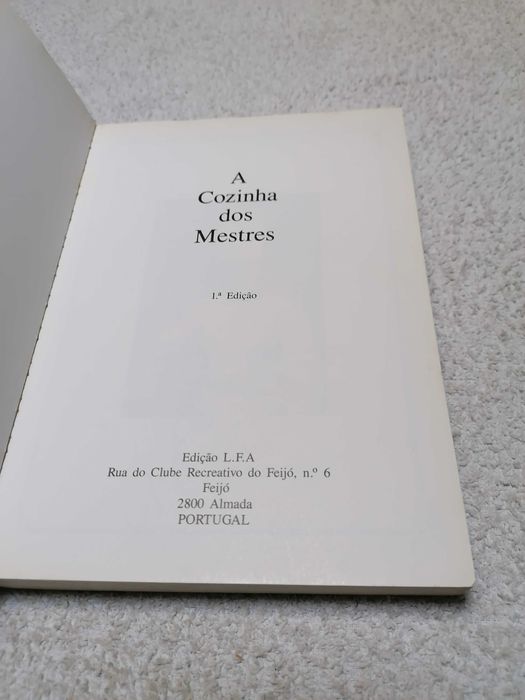 A
Cozinha
dos
Mestres
1.ª Edição
Edição L.F.A
Rua do Clube Recreativo do Feijó, n.º 6
Feijó
2800 Almada
PORTUGAL